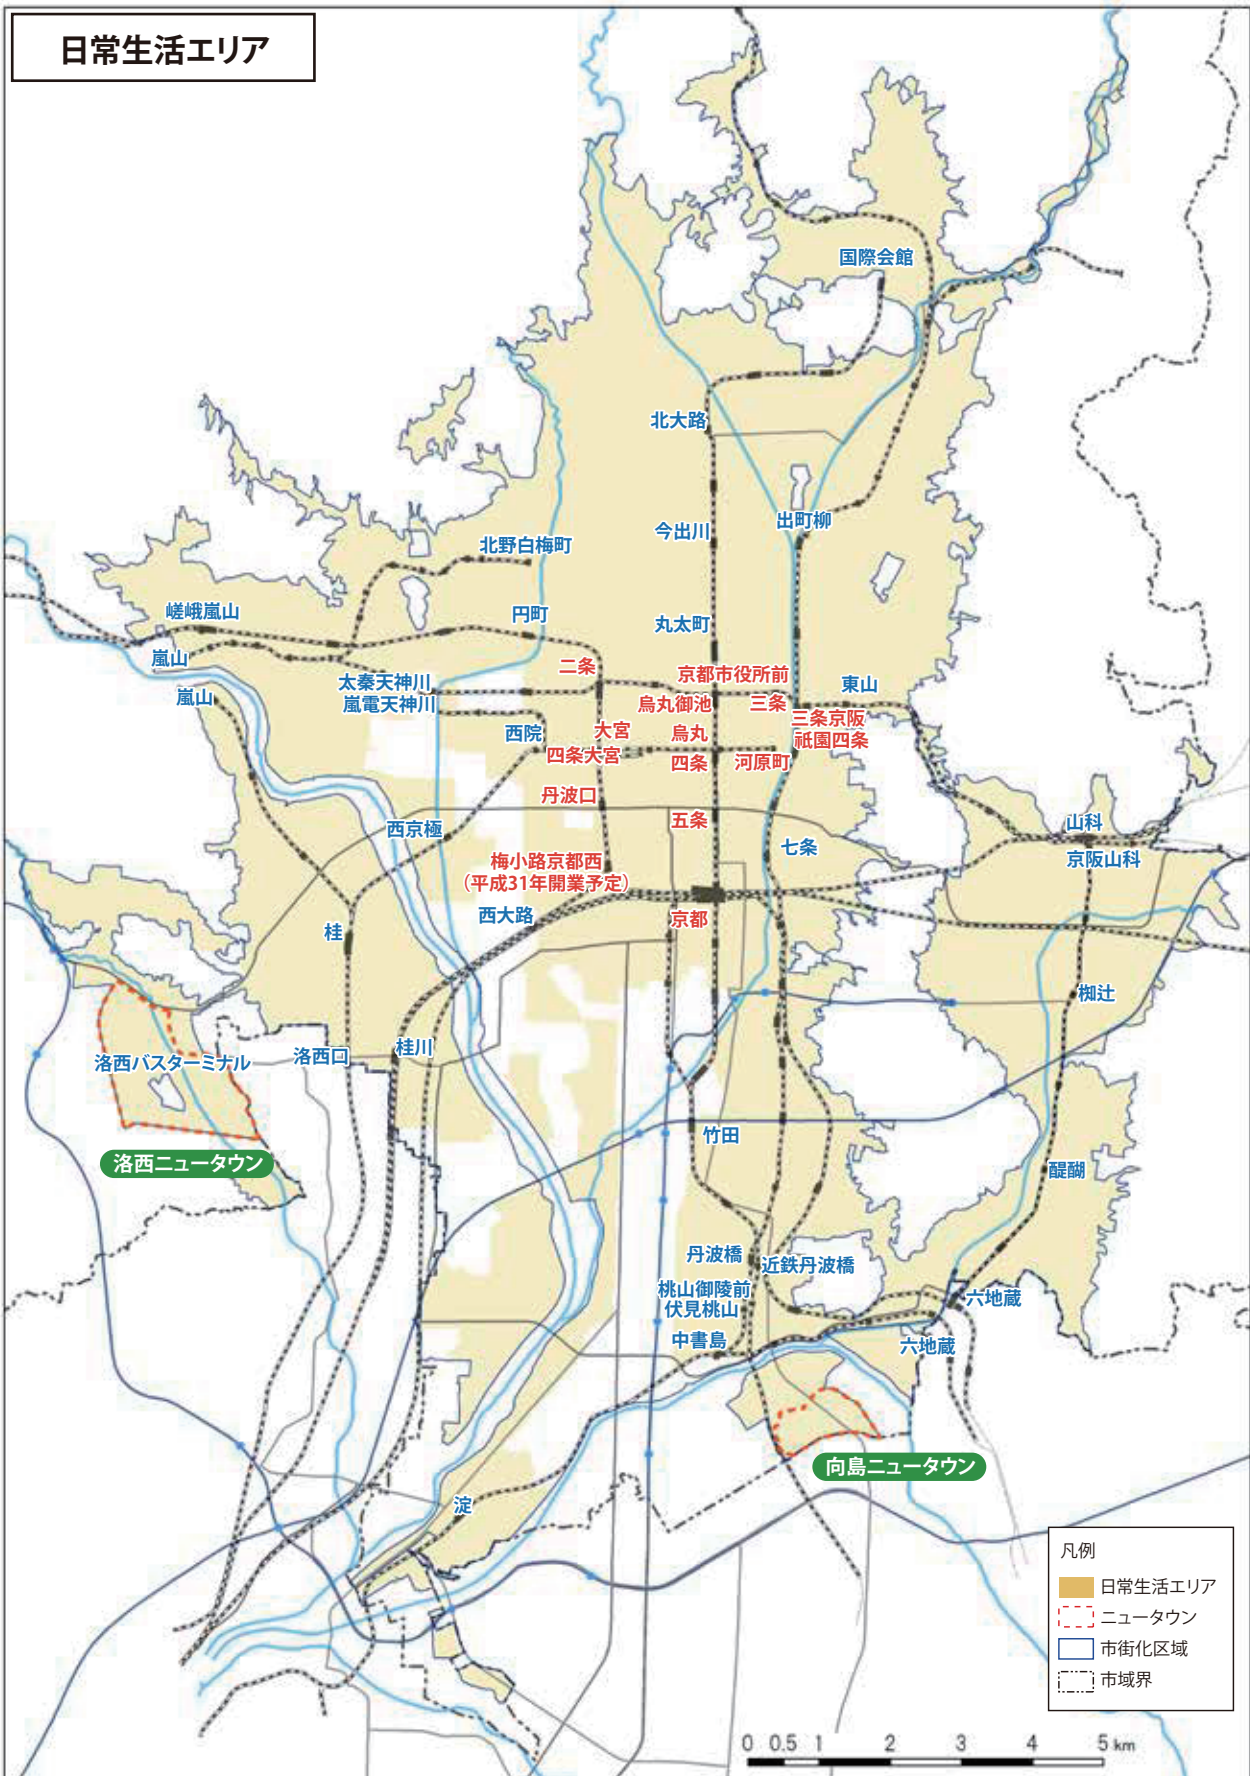 日常生活エリア
国際会館
北大路
今出川
出町柳
北野白梅町
嵯峨嵐山
円町
丸太町
嵐山
二条
京都市役所前
太秦天神川
東山
嵐山
嵐電天神川
烏丸御池
三条
三条京阪
西院
大宮
烏丸
祇園四条
四条大宮
四条
河原町
丹波口
西京極
五条
山科
七条
京阪山科
梅小路京都西
(平成31年開業予定)
西大路
京都
桂
椥辻
洛西バスターミナル
洛西口
桂川
竹田
洛西ニュータウン
醍醐
丹波橋
近鉄丹波橋
桃山御陵前
伏見桃山
六地蔵
中書島
六地蔵
向島ニュータウン
淀
凡例
日常生活エリア
ニュータウン
市街化区域
市域界
0 0.5 1 2 3 4 5 km